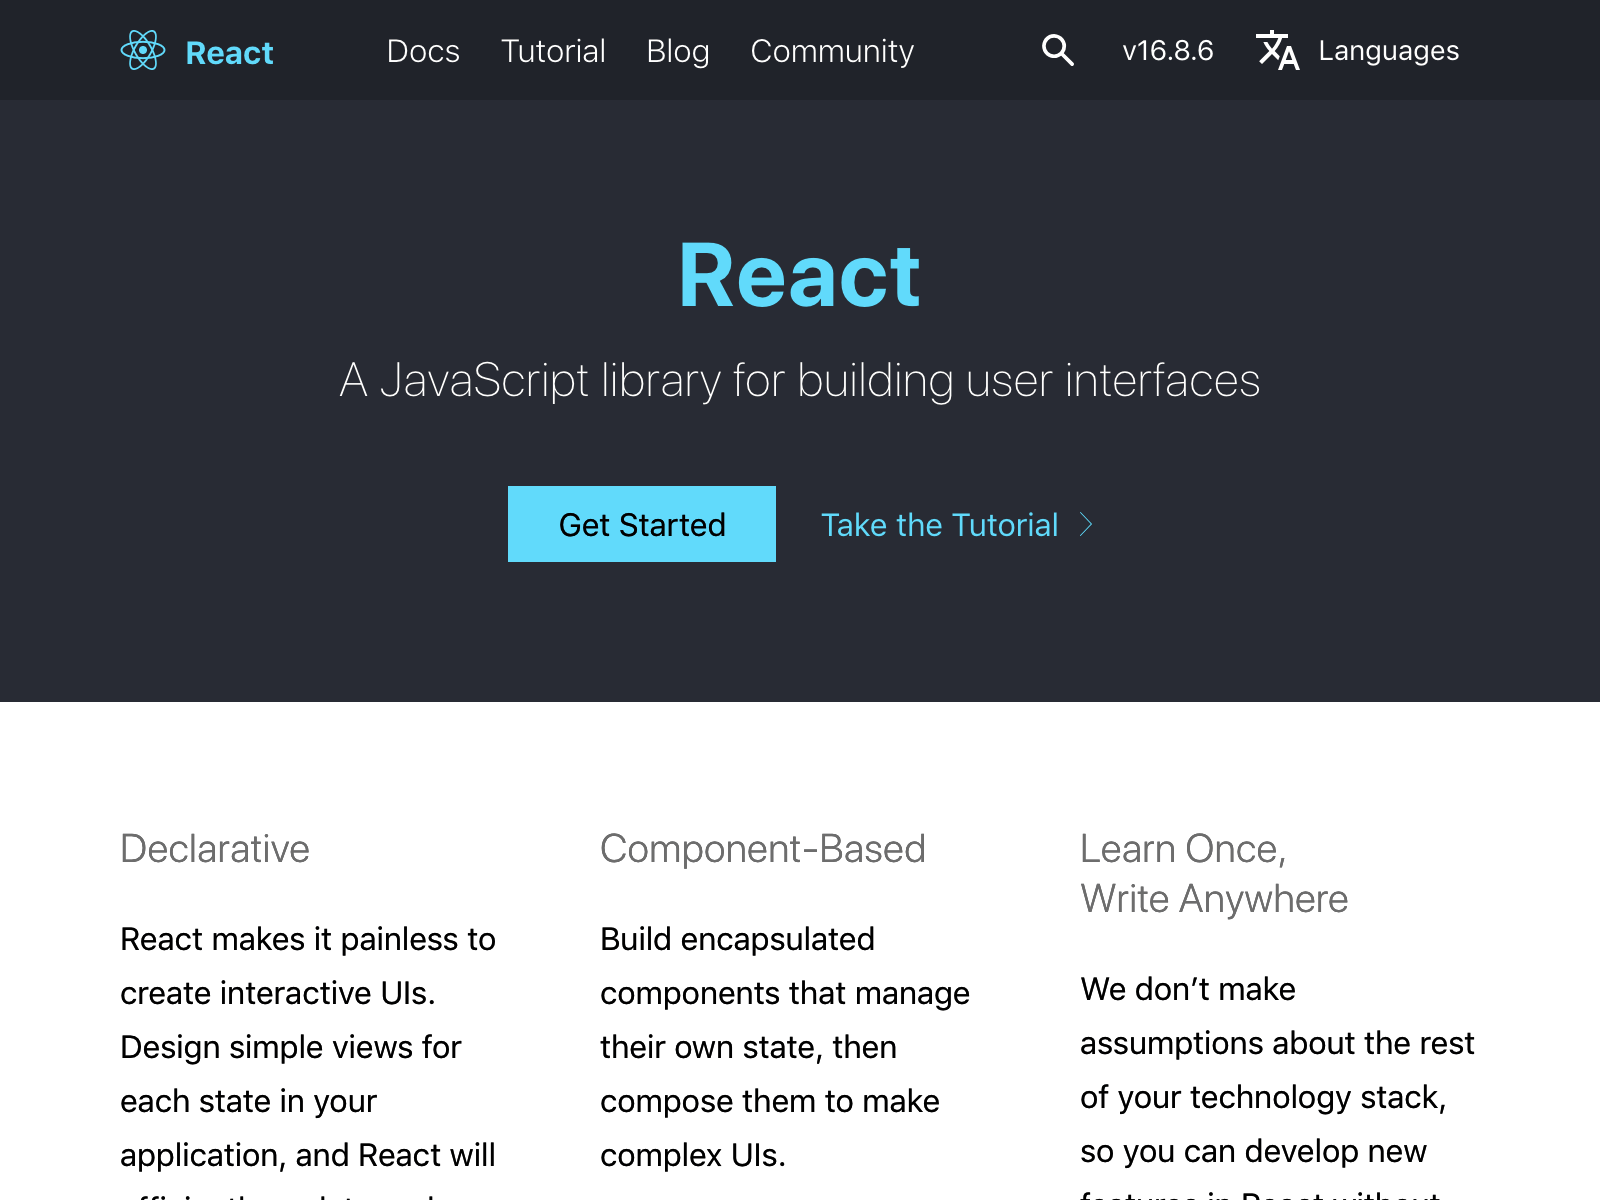 React
Docs
Tutorial
Blog
Community
v16.8.6
Languages
React
A JavaScript library for building user interfaces
Get Started
Take the Tutorial
Declarative
React makes it painless to
create interactive UIs.
Design simple views for
each state in your
application, and React will
Component-Based
Build encapsulated
components that manage
their own state, then
compose them to make
complex UIs.
Learn Once,
Write Anywhere
We don’t make
assumptions about the rest
of your technology stack,
so you can develop new
features in React without